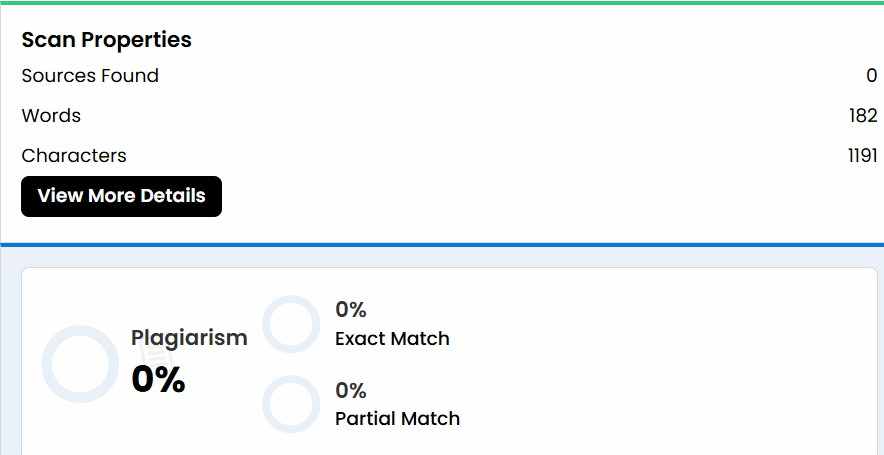 Scan Properties
Sources Found 0
Words 182
Characters 1191
View More Details
Plagiarism
0%
0%
Exact Match
0%
Partial Match